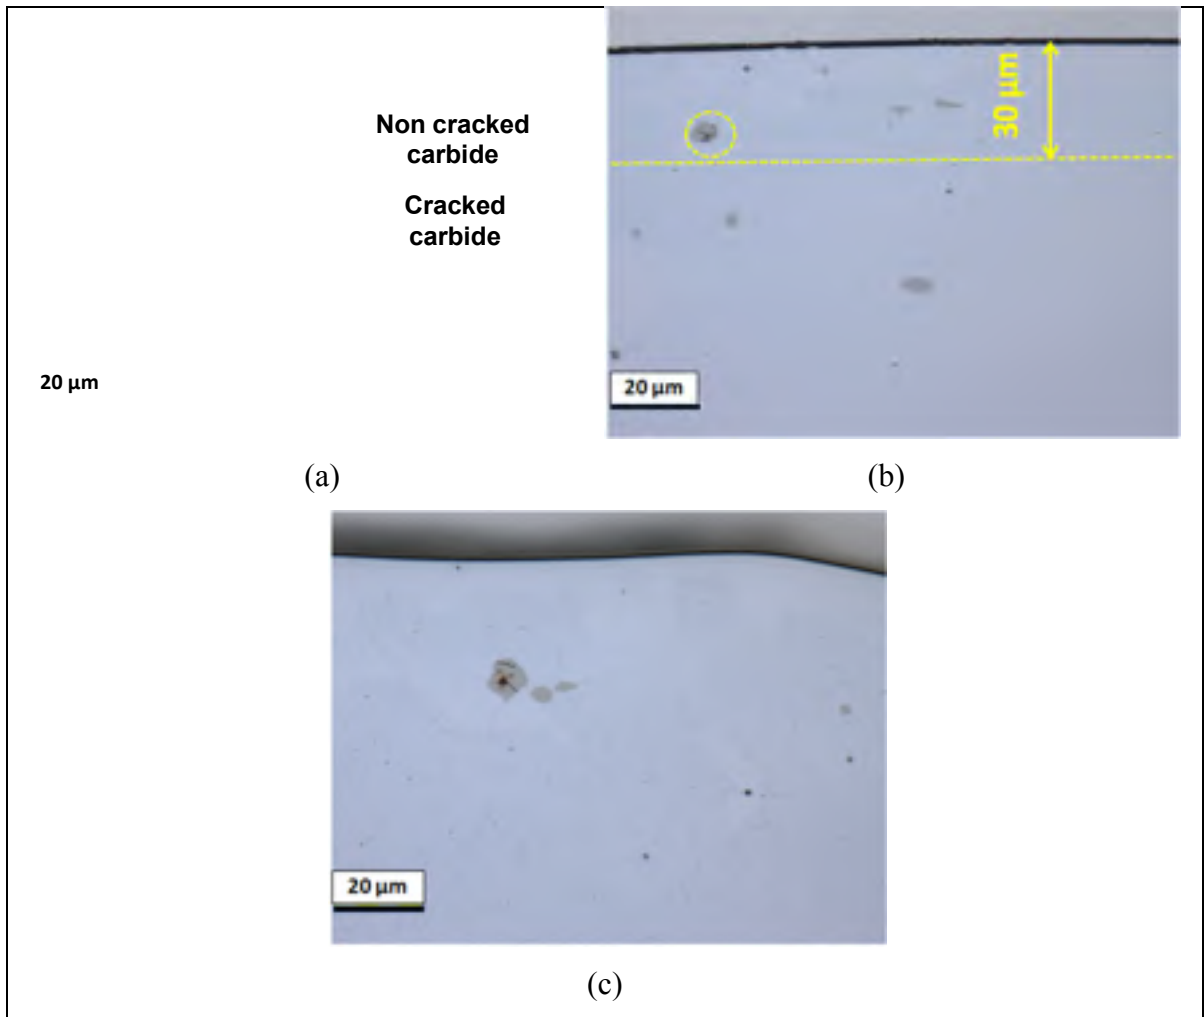 Non cracked
carbide
Cracked
carbide
20 µm
30 µm
20 µm
(a)
(b)
20 µm
(c)